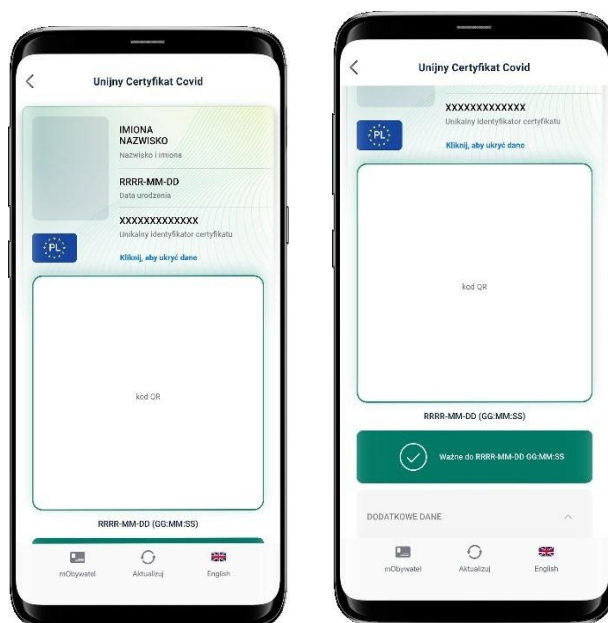 Unijny Certyfikat Covid
IMIONA
NAZWISKO
Nazwisko i imiona
RRRR-MM-DD
Data urodzenia
XXXXXXXXXXXXX
Unikalny identyfikator certyfikatu
PL
Kliknij, aby ukryć dane
kod QR
RRRR-MM-DD (GG:MM:SS)
mObywatel
Aktualizuj
English
Unijny Certyfikat Covid
XXXXXXXXXXXXX
Unikalny identyfikator certyfikatu
PL
Kliknij, aby ukryć dane
kod QR
RRRR-MM-DD (GG:MM:SS)
Ważne do RRRR-MM-DD GG:MM:SS
DODATKOWE DANE
mObywatel
Aktualizuj
English